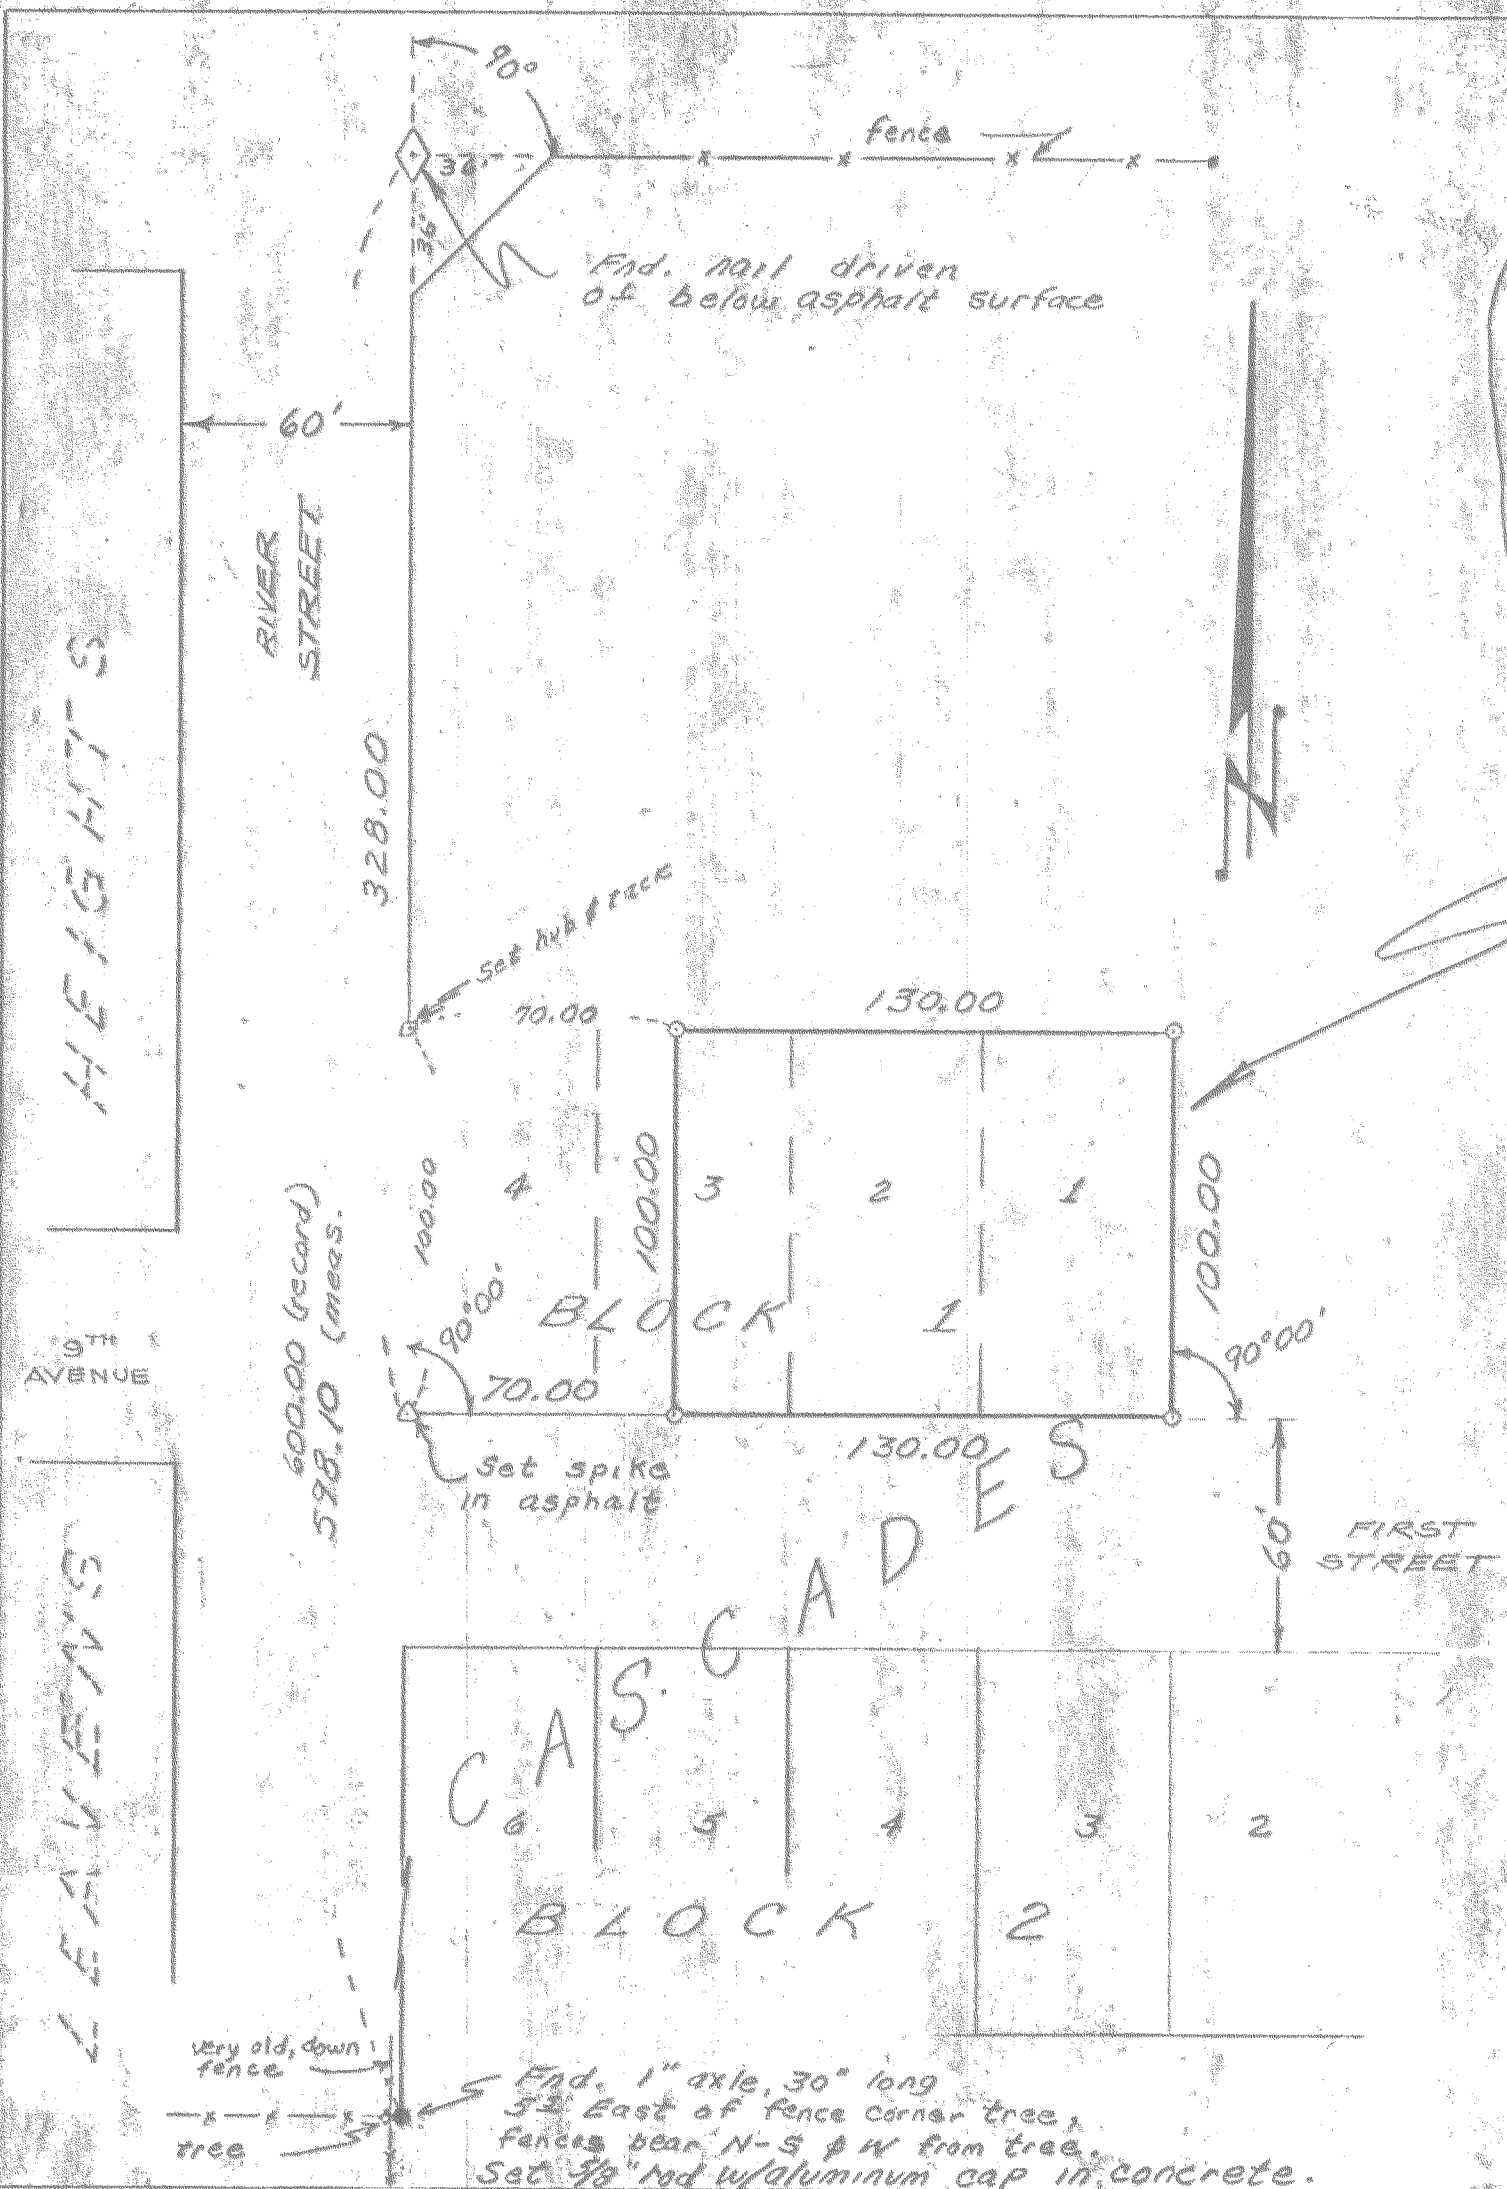 90°
fence
36'
36'
Fnd. nail driven
0.f below asphalt surface
60'
RIVER
STREET
HEIGHTS
328.00
Set hub & tack
N
70.00
130.00
100.00
4
100.00
3
2
1
100.00
BLOCK 1
90°00'
90°00'
600.00 (record)
598.10 (meas.
9TH
AVENUE
70.00
130.00
Set spike
in asphalt
60'
FIRST
STREET
CASCADES
6
5
4
3
2
BLOCK 2
very old, down
fence
tree
Fnd. 1" axle, 30" long
East of fence corner tree,
fences bear N-S & W from tree.
Set 5/8" rod w/aluminum cap in concrete.